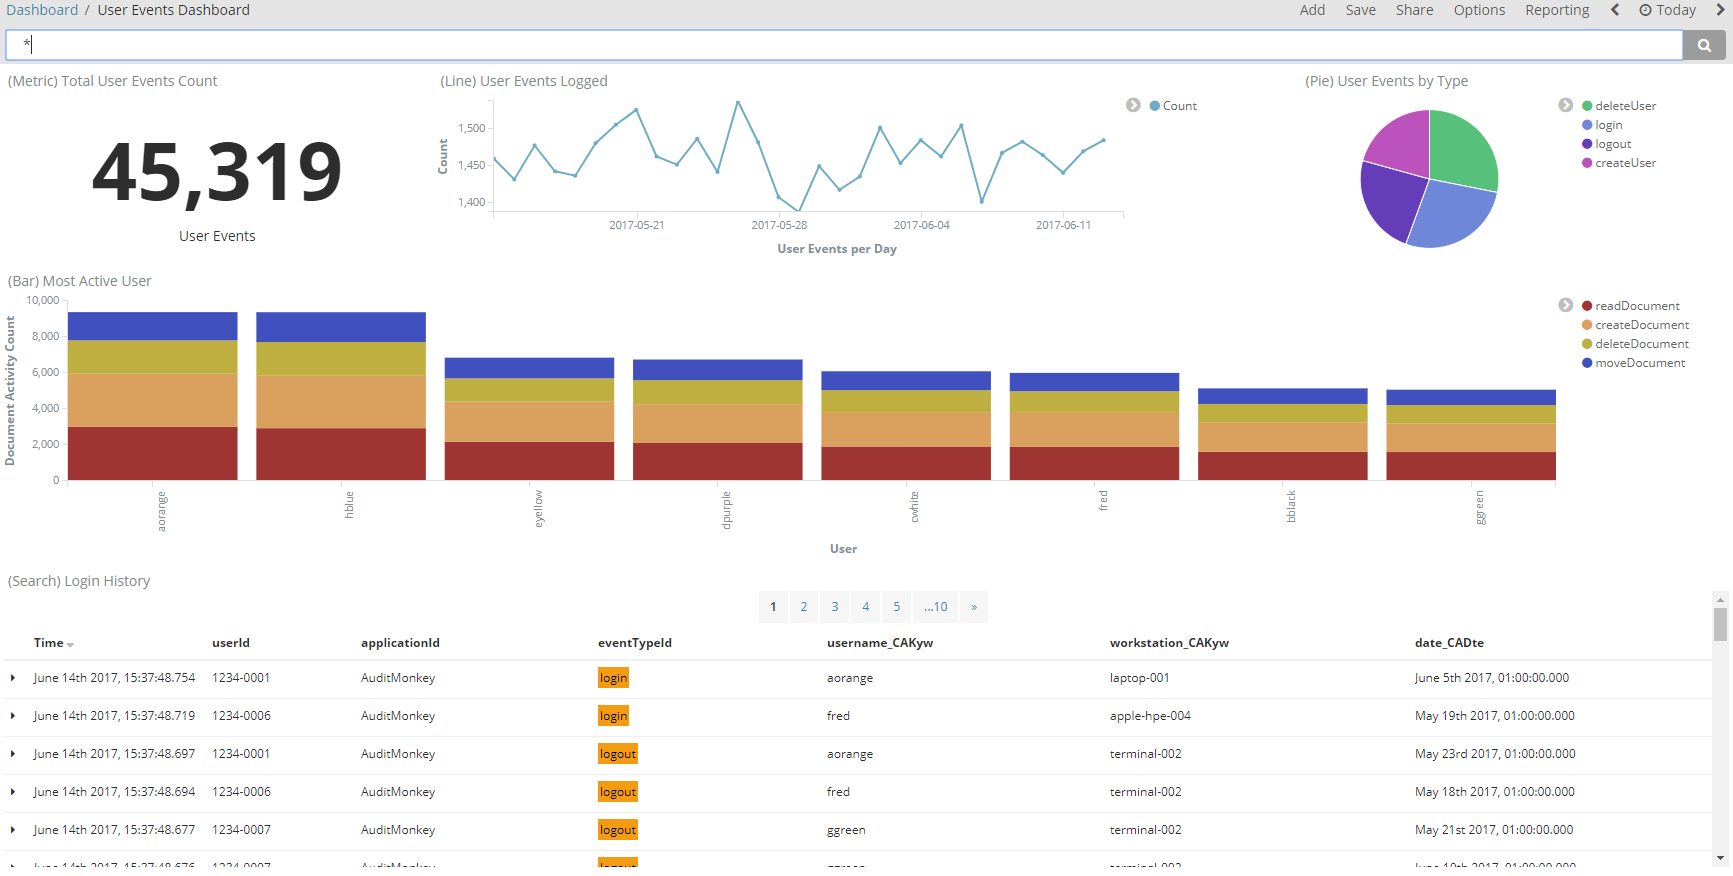 Dashboard / User Events Dashboard
Add Save Share Options Reporting Today
*
(Metric) Total User Events Count
45,319
User Events
(Line) User Events Logged
Count
1,500
1,450
1,400
2017-05-21 2017-05-28 2017-06-04 2017-06-11
User Events per Day
Count
(Pie) User Events by Type
deleteUser
login
logout
createUser
(Bar) Most Active User
Document Activity Count
10,000
8,000
6,000
4,000
2,000
0
aorange hblue eyellow dpurple cwhite fred bblack ggreen
User
readDocument
createDocument
deleteDocument
moveDocument
(Search) Login History
1 2 3 4 5 ...10 »
Time userId applicationId eventTypeId username_CAKyw workstation_CAKyw date_CADte
June 14th 2017, 15:37:48.754 1234-0001 AuditMonkey login aorange laptop-001 June 5th 2017, 01:00:00.000
June 14th 2017, 15:37:48.719 1234-0006 AuditMonkey login fred apple-hpe-004 May 19th 2017, 01:00:00.000
June 14th 2017, 15:37:48.697 1234-0001 AuditMonkey logout aorange terminal-002 May 23rd 2017, 01:00:00.000
June 14th 2017, 15:37:48.694 1234-0006 AuditMonkey logout fred terminal-002 May 18th 2017, 01:00:00.000
June 14th 2017, 15:37:48.677 1234-0007 AuditMonkey logout ggreen terminal-002 May 21st 2017, 01:00:00.000